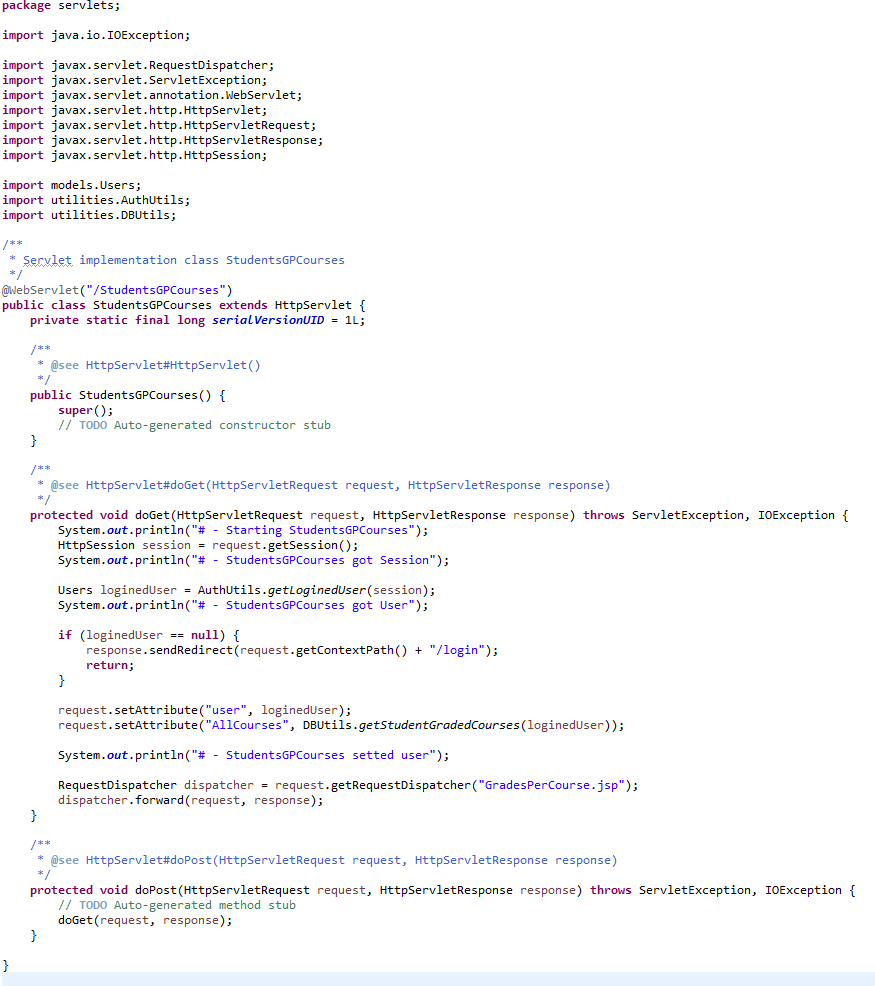 package servlets;

import java.io.IOException;

import javax.servlet.RequestDispatcher;
import javax.servlet.ServletException;
import javax.servlet.annotation.WebServlet;
import javax.servlet.http.HttpServlet;
import javax.servlet.http.HttpServletRequest;
import javax.servlet.http.HttpServletResponse;
import javax.servlet.http.HttpSession;

import models.Users;
import utilities.AuthUtils;
import utilities.DBUtils;

/**
 * Servlet implementation class StudentsGPCourses
 */
@WebServlet("/StudentsGPCourses")
public class StudentsGPCourses extends HttpServlet {
    private static final long serialVersionUID = 1L;

    /**
     * @see HttpServlet#HttpServlet()
     */
    public StudentsGPCourses() {
        super();
        // TODO Auto-generated constructor stub
    }

    /**
     * @see HttpServlet#doGet(HttpServletRequest request, HttpServletResponse response)
     */
    protected void doGet(HttpServletRequest request, HttpServletResponse response) throws ServletException, IOException {
        System.out.println("# - Starting StudentsGPCourses");
        HttpSession session = request.getSession();
        System.out.println("# - StudentsGPCourses got Session");

        Users loginedUser = AuthUtils.getLoginedUser(session);
        System.out.println("# - StudentsGPCourses got User");

        if (loginedUser == null) {
            response.sendRedirect(request.getContextPath() + "/login");
            return;
        }

        request.setAttribute("user", loginedUser);
        request.setAttribute("AllCourses", DBUtils.getStudentGradedCourses(loginedUser));

        System.out.println("# - StudentsGPCourses setted user");

        RequestDispatcher dispatcher = request.getRequestDispatcher("GradesPerCourse.jsp");
        dispatcher.forward(request, response);
    }

    /**
     * @see HttpServlet#doPost(HttpServletRequest request, HttpServletResponse response)
     */
    protected void doPost(HttpServletRequest request, HttpServletResponse response) throws ServletException, IOException {
        // TODO Auto-generated method stub
        doGet(request, response);
    }

}